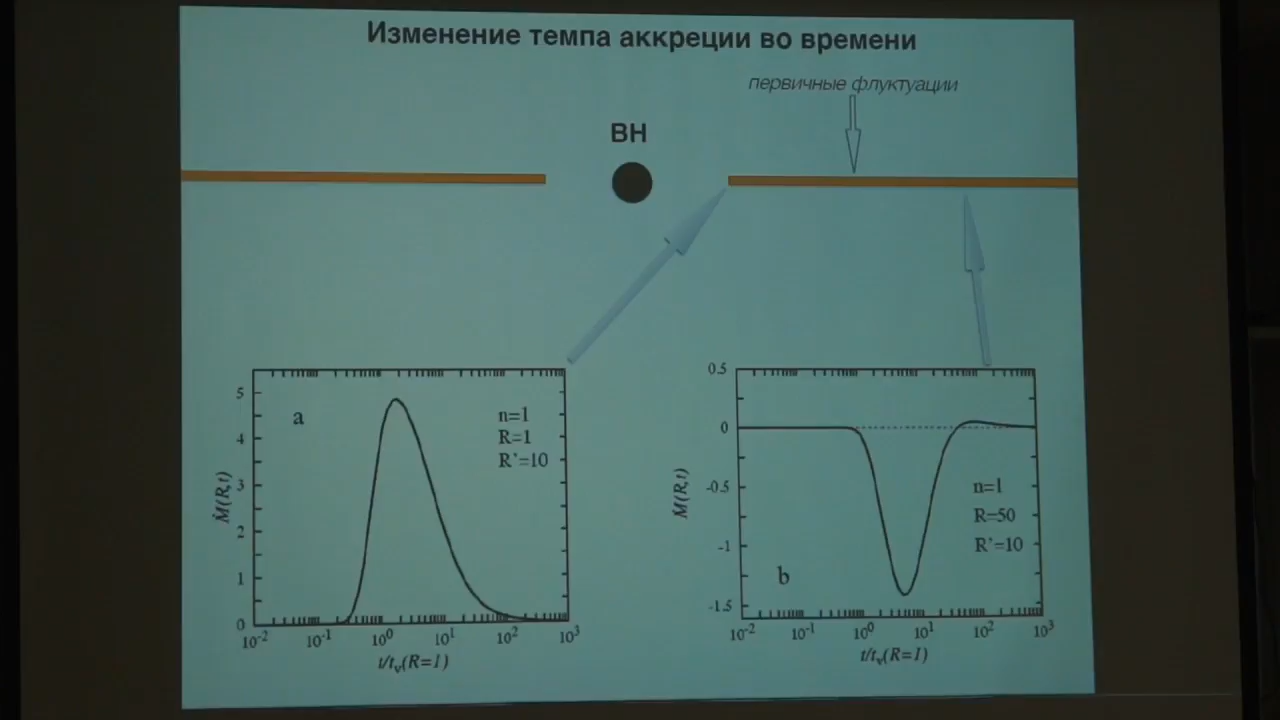 Изменение темпа аккреции во времени
первичные флуктуации
BH
a
n=1
R=1
R'=10
Ṁ(R,t)
5
4
3
2
1
0
10⁻²
10⁻¹
10⁰
10¹
10²
10³
t/tᵥ(R=1)
b
n=1
R=50
R'=10
Ṁ(R,t)
0.5
0
-0.5
-1
-1.5
10⁻²
10⁻¹
10⁰
10¹
10²
10³
t/tᵥ(R=1)